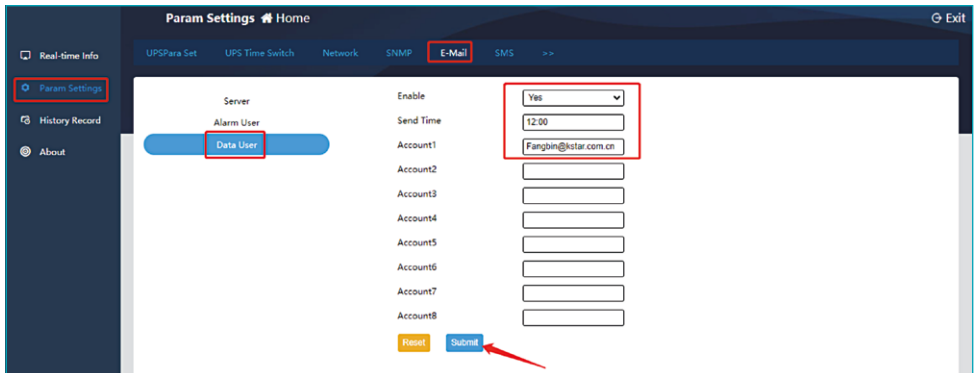 Param Settings Home
Exit
Real-time Info
Param Settings
History Record
About
UPSPara Set UPS Time Switch Network SNMP E-Mail SMS >>
Server
Alarm User
Data User
Enable Yes
Send Time 12:00
Account1 Fangbin@kstar.com.cn
Account2
Account3
Account4
Account5
Account6
Account7
Account8
Reset Submit